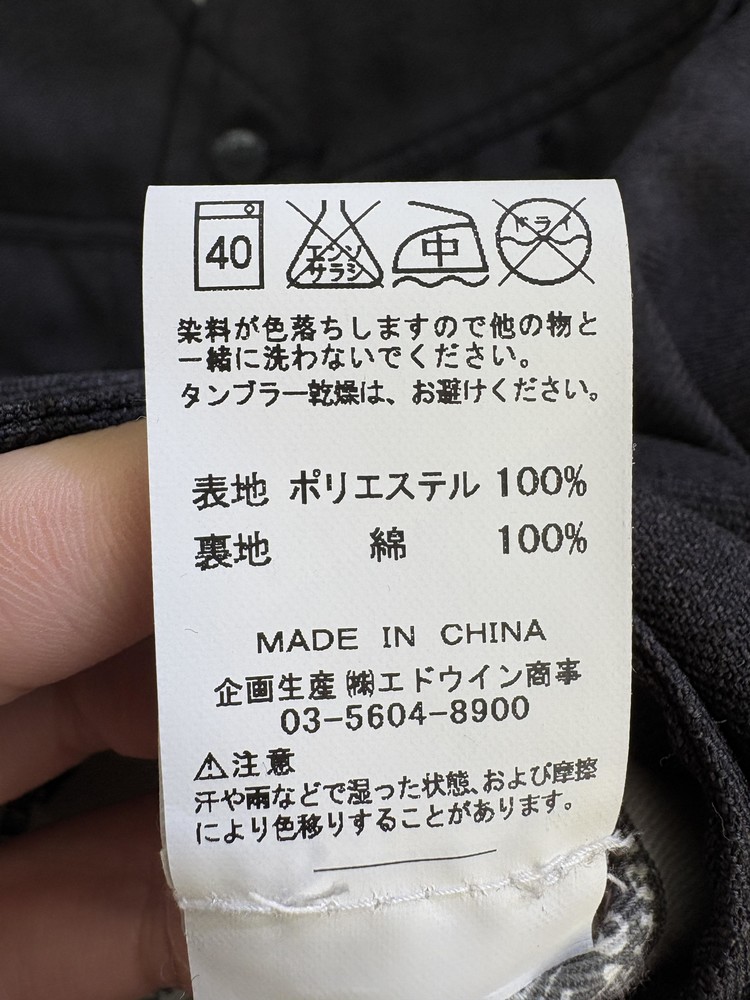 40 エンソ 中 ドライ
サラシ
染料が色落ちしますので他の物と
一緒に洗わないでください。
タンブラー乾燥は、お避けください。
表地 ポリエステル 100%
裏地 綿 100%
MADE IN CHINA
企画生産 ㈱エドウイン商事
03-5604-8900
⚠注意
汗や雨などで湿った状態、および摩擦
により色移りすることがあります。